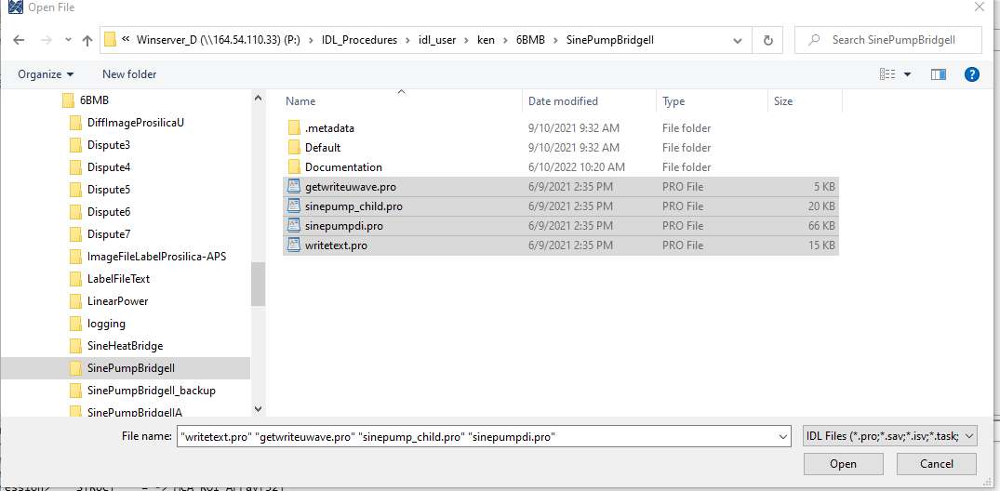 Open File
« Winserver_D (\\164.54.110.33) (P:) › IDL_Procedures › idl_user › ken › 6BMB › SinePumpBridgeII
Search SinePumpBridgeII
Organize
New folder
6BMB
DiffImageProsilicaU
Dispute3
Dispute4
Dispute5
Dispute6
Dispute7
ImageFileLabelProsilica-APS
LabelFileText
LinearPower
logging
SineHeatBridge
SinePumpBridgeII
SinePumpBridgeII_backup
SinePumpBridgeIIA
Name Date modified Type Size
.metadata 9/10/2021 9:32 AM File folder
Default 9/10/2021 9:32 AM File folder
Documentation 6/10/2022 10:20 AM File folder
getwriteuwave.pro 6/9/2021 2:35 PM PRO File 5 KB
sinepump_child.pro 6/9/2021 2:35 PM PRO File 20 KB
sinepumpdi.pro 6/9/2021 2:35 PM PRO File 66 KB
writetext.pro 6/9/2021 2:35 PM PRO File 15 KB
File name: "writetext.pro" "getwriteuwave.pro" "sinepump_child.pro" "sinepumpdi.pro"
IDL Files (*.pro;*.sav;*.isv;*.task;
Open Cancel